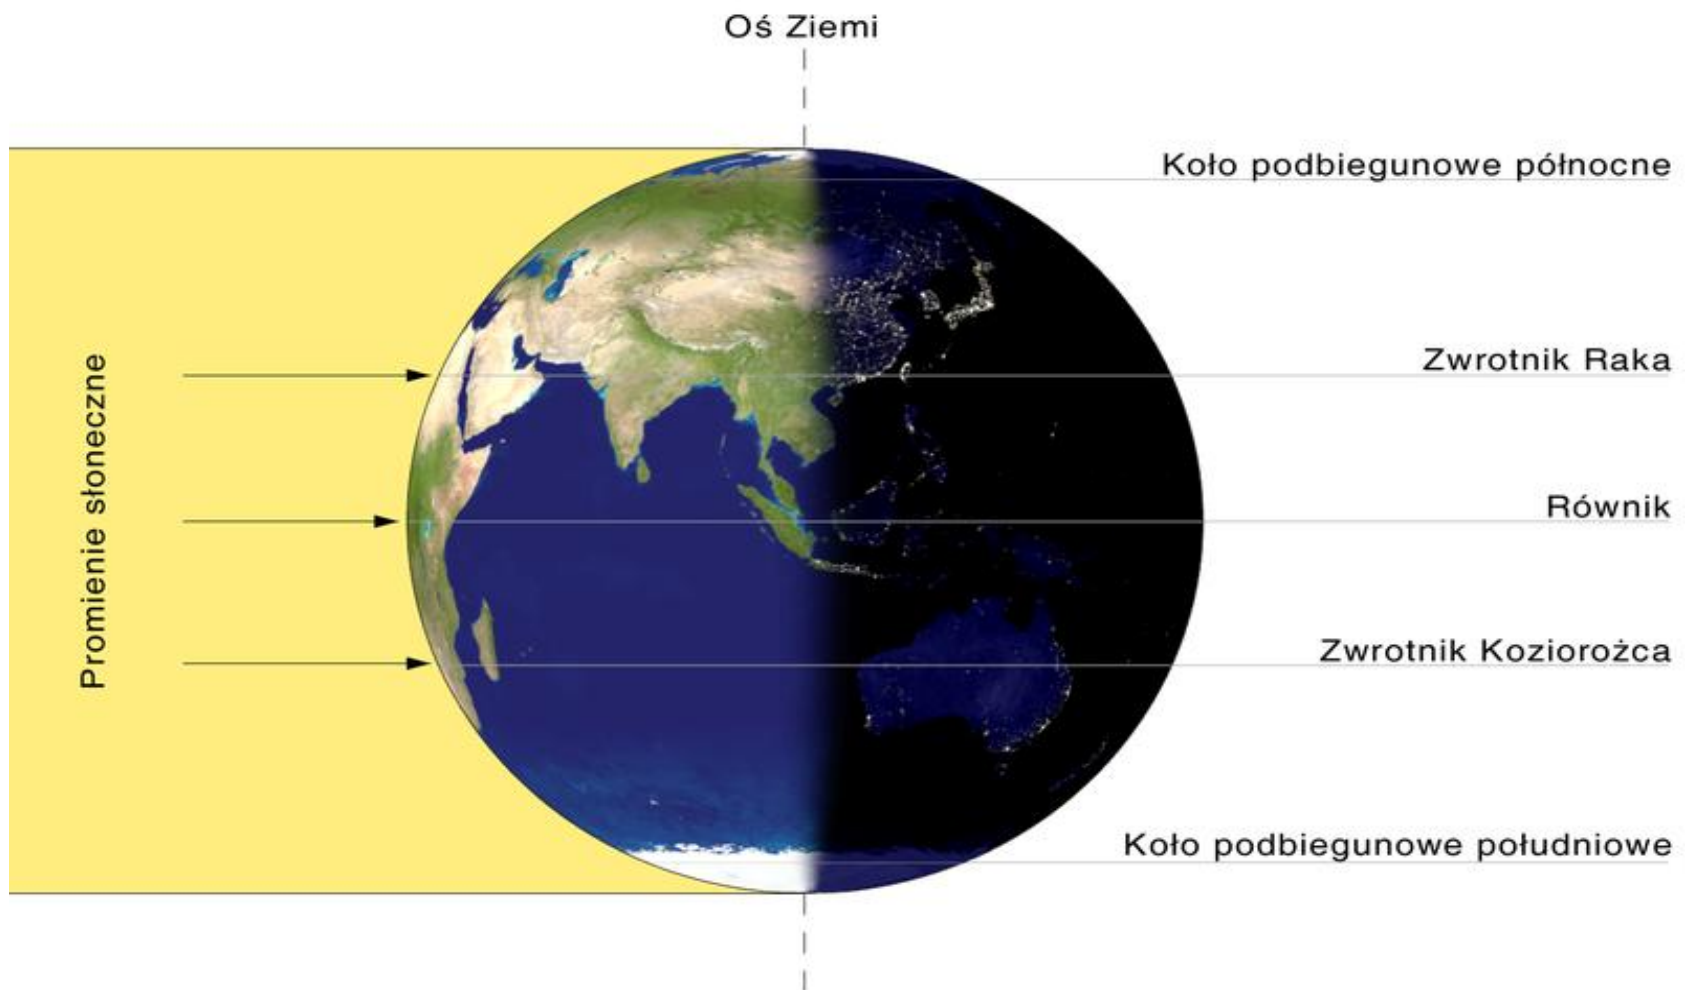 Oś Ziemi
Koło podbiegunowe północne
Zwrotnik Raka
Promienie słoneczne
Równik
Zwrotnik Koziorożca
Koło podbiegunowe południowe